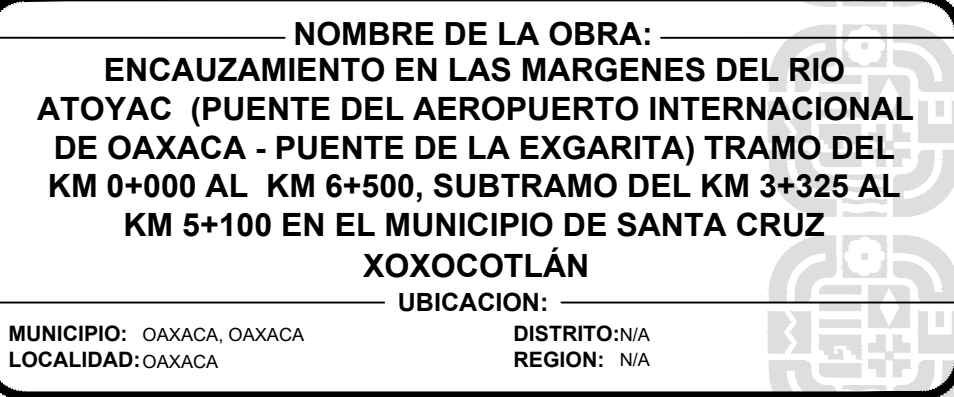 NOMBRE DE LA OBRA:
ENCAUZAMIENTO EN LAS MARGENES DEL RIO
ATOYAC (PUENTE DEL AEROPUERTO INTERNACIONAL
DE OAXACA - PUENTE DE LA EXGARITA) TRAMO DEL
KM 0+000 AL KM 6+500, SUBTRAMO DEL KM 3+325 AL
KM 5+100 EN EL MUNICIPIO DE SANTA CRUZ
XOXOCOTLÁN
UBICACION:
MUNICIPIO: OAXACA, OAXACA DISTRITO:N/A
LOCALIDAD:OAXACA REGION: N/A